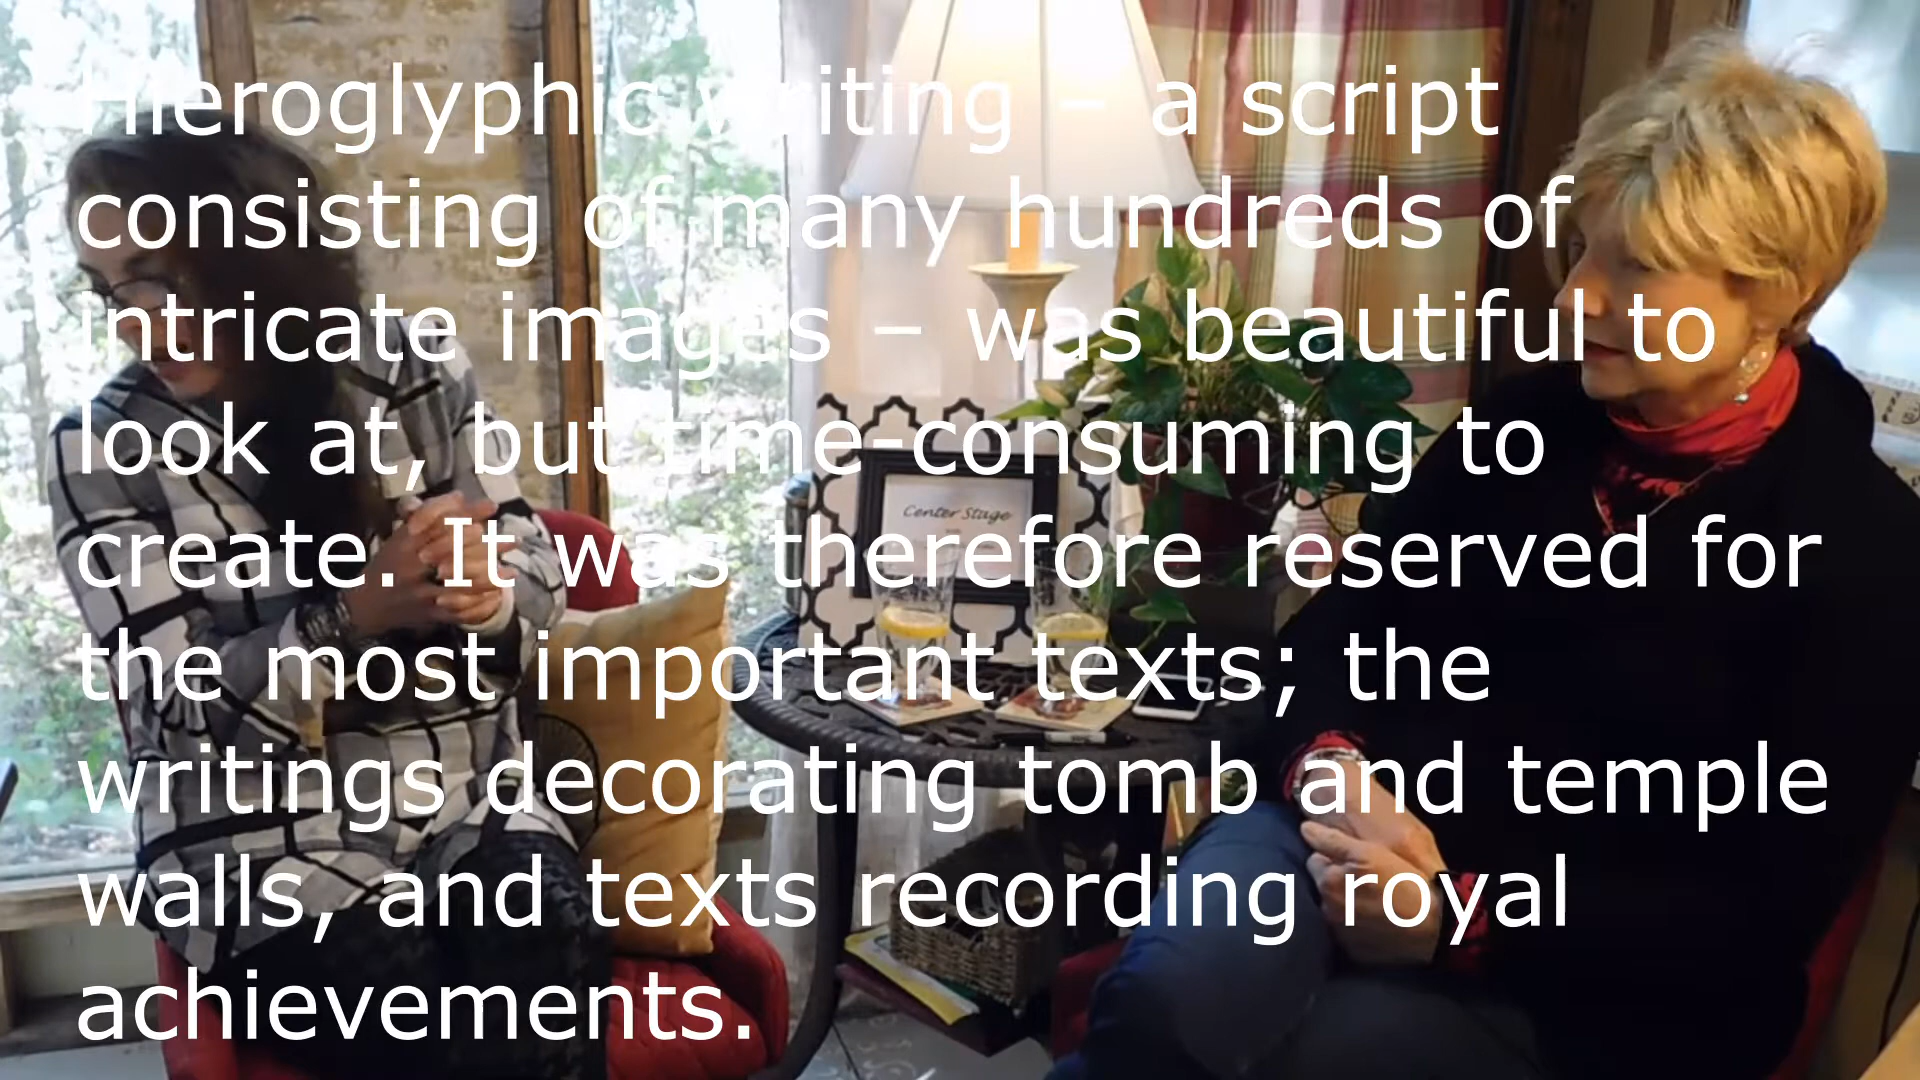 Hieroglyphic writing – a script
consisting of many hundreds of
intricate images – was beautiful to
look at, but time-consuming to
create. It was therefore reserved for
the most important texts; the
writings decorating tomb and temple
walls, and texts recording royal
achievements.
Center Stage